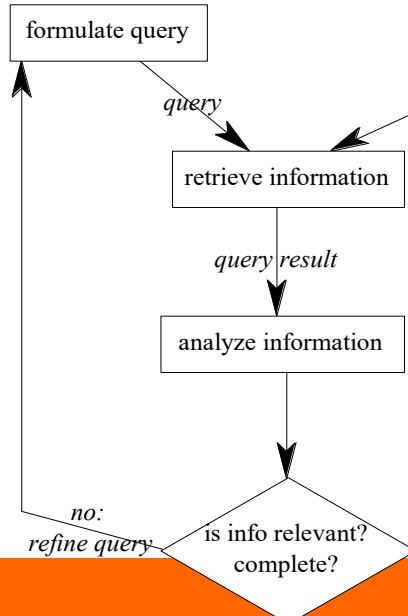 formulate query
query
retrieve information
query result
analyze information
is info relevant?
complete?
no:
refine query